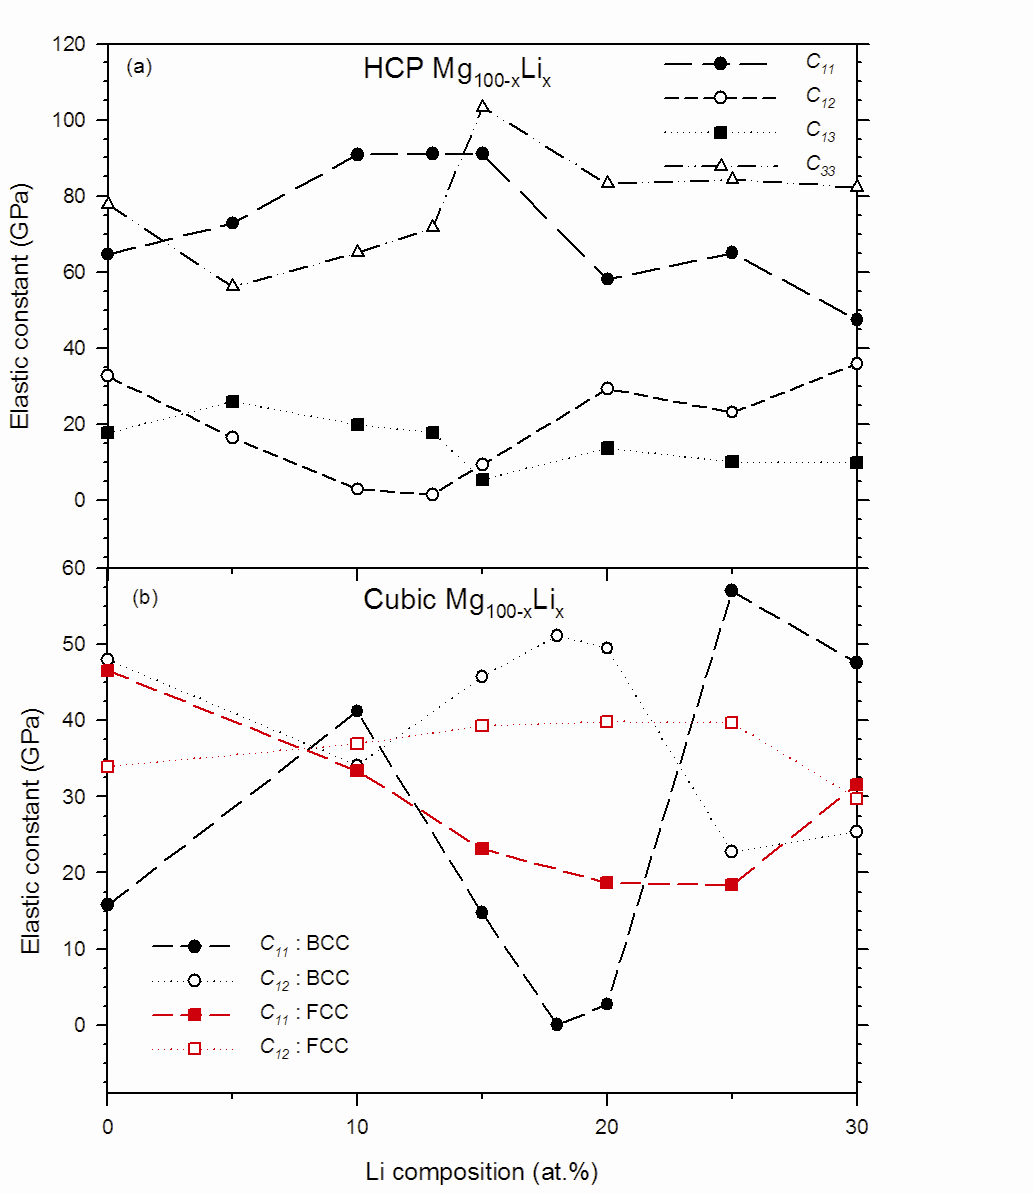 (a)
HCP Mg100-xLix
C11
C12
C13
C33
120
100
80
60
40
20
0
Elastic constant (GPa)
(b)
Cubic Mg100-xLix
60
50
40
30
20
10
0
Elastic constant (GPa)
C11 : BCC
C12 : BCC
C11 : FCC
C12 : FCC
0
10
20
30
Li composition (at.%)